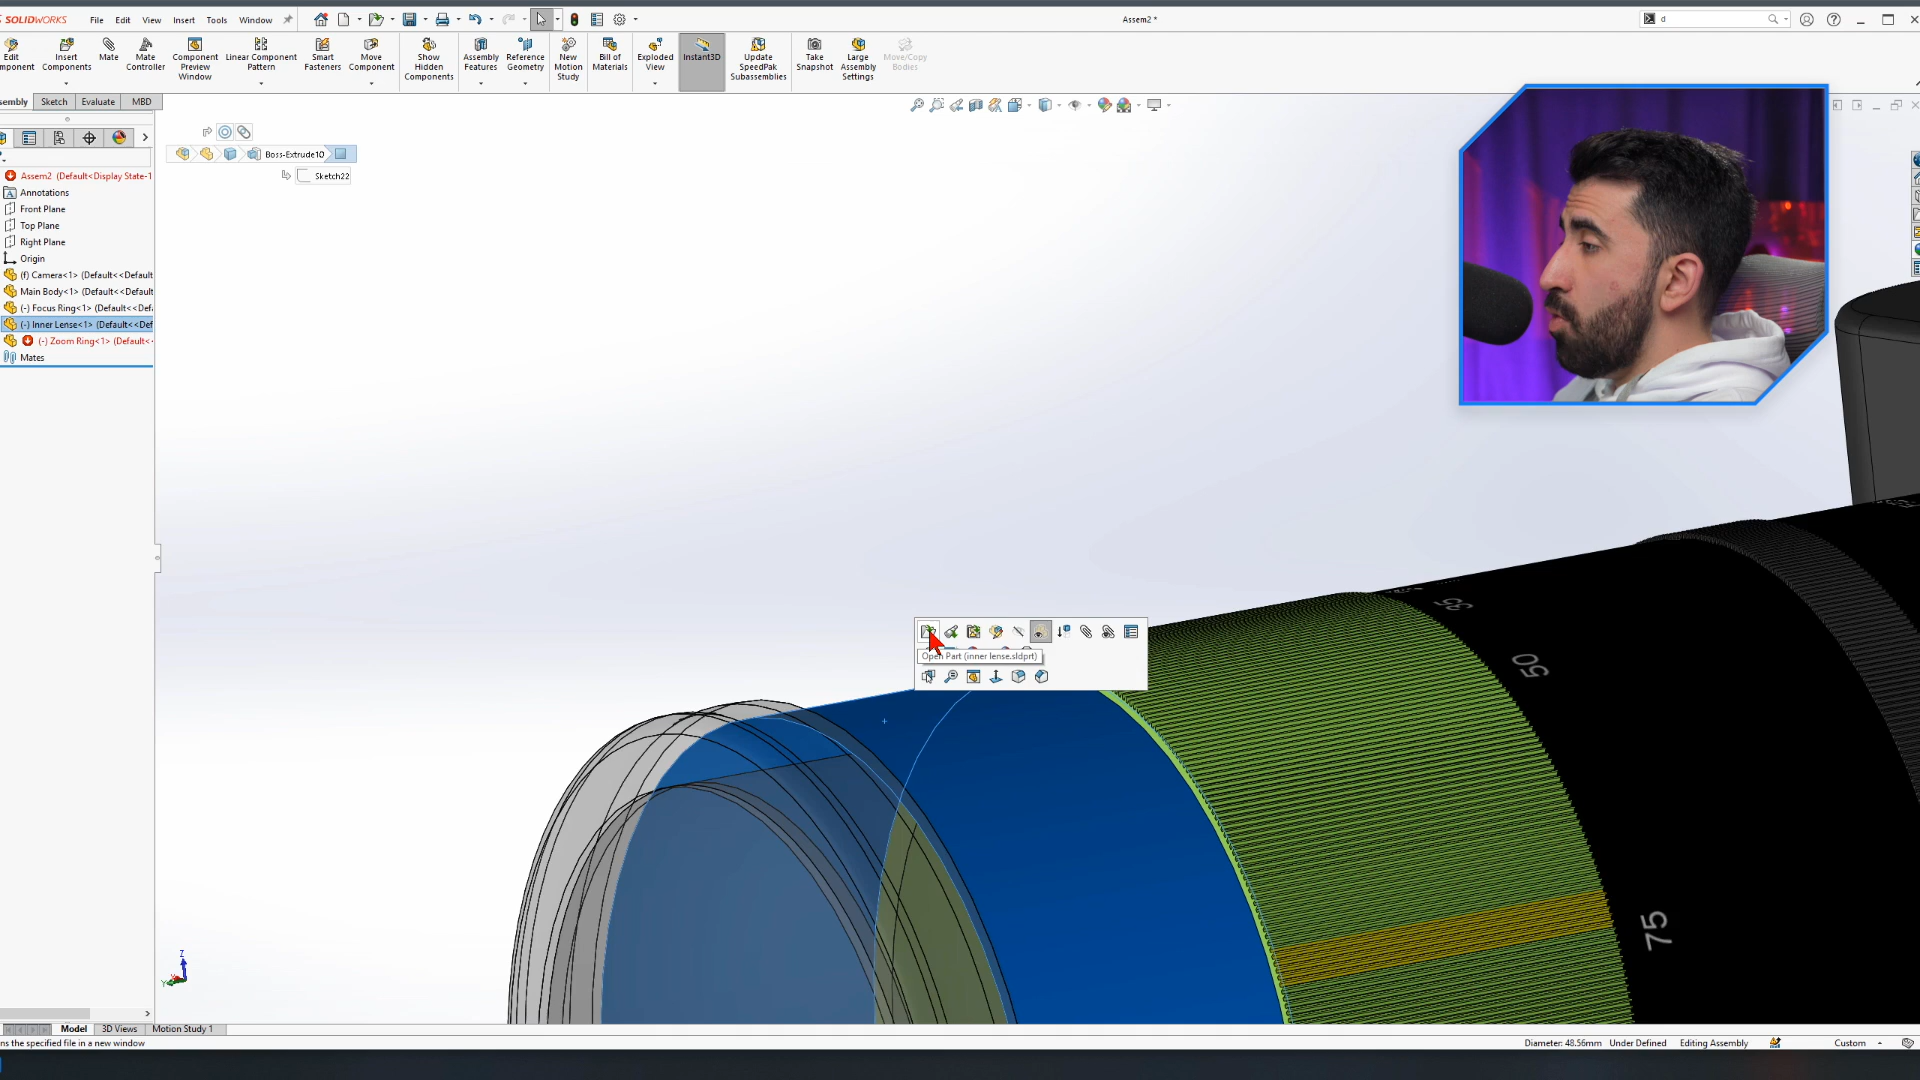 SOLIDWORKS File Edit View Insert Tools Window
Assem2 *
d
Edit
mponent
Insert
Components
Mate
Mate
Controller
Component
Preview
Window
Linear Component
Pattern
Smart
Fasteners
Move
Component
Show
Hidden
Components
Assembly
Features
Reference
Geometry
New
Motion
Study
Bill of
Materials
Exploded
View
Instant3D
Update
SpeedPak
Subassemblies
Take
Snapshot
Large
Assembly
Settings
Move/Copy
Bodies
sembly Sketch Evaluate MBD
Boss-Extrude10
Sketch22
Assem2 (Default<Display State-1
Annotations
Front Plane
Top Plane
Right Plane
Origin
(f) Camera<1> (Default<<Default
Main Body<1> (Default<<Default
(-) Focus Ring<1> (Default<<Defa
(-) Inner Lense<1> (Default<<Def
(-) Zoom Ring<1> (Default<
Mates
Open Part (inner lense.sldprt)
35
50
75
Z
Y
Model 3D Views Motion Study 1
ns the specified file in a new window
Diameter: 48.56mm Under Defined Editing Assembly Custom